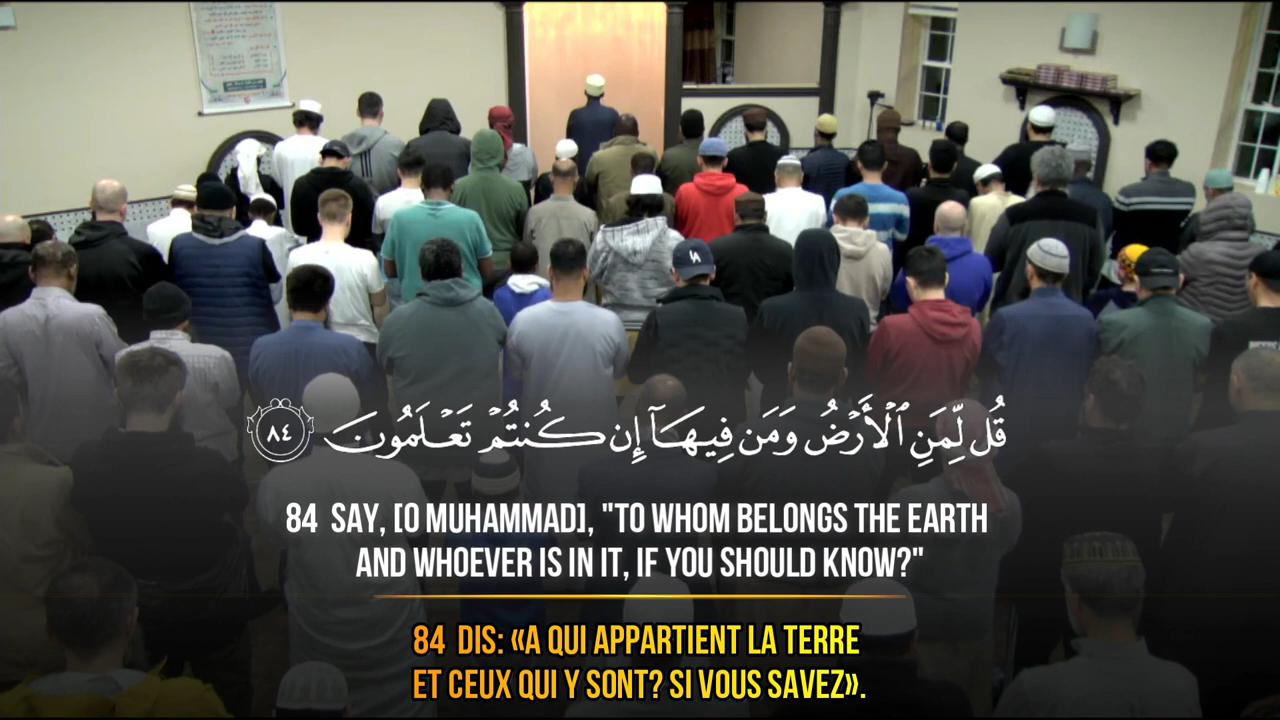 قُل لِّمَنِ ٱلۡأَرۡضُ وَمَن فِيهَآ إِن كُنتُمۡ تَعۡلَمُونَ ٨٤
84 SAY, [O MUHAMMAD], "TO WHOM BELONGS THE EARTH
AND WHOEVER IS IN IT, IF YOU SHOULD KNOW?"
84 DIS: «A QUI APPARTIENT LA TERRE
ET CEUX QUI Y SONT? SI VOUS SAVEZ».